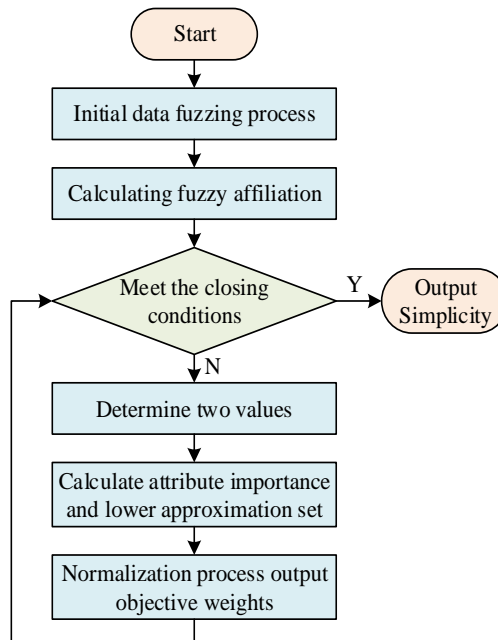 Start
Initial data fuzzing process
Calculating fuzzy affiliation
Meet the closing
conditions
Y
Output
Simplicity
N
Determine two values
Calculate attribute importance
and lower approximation set
Normalization process output
objective weights